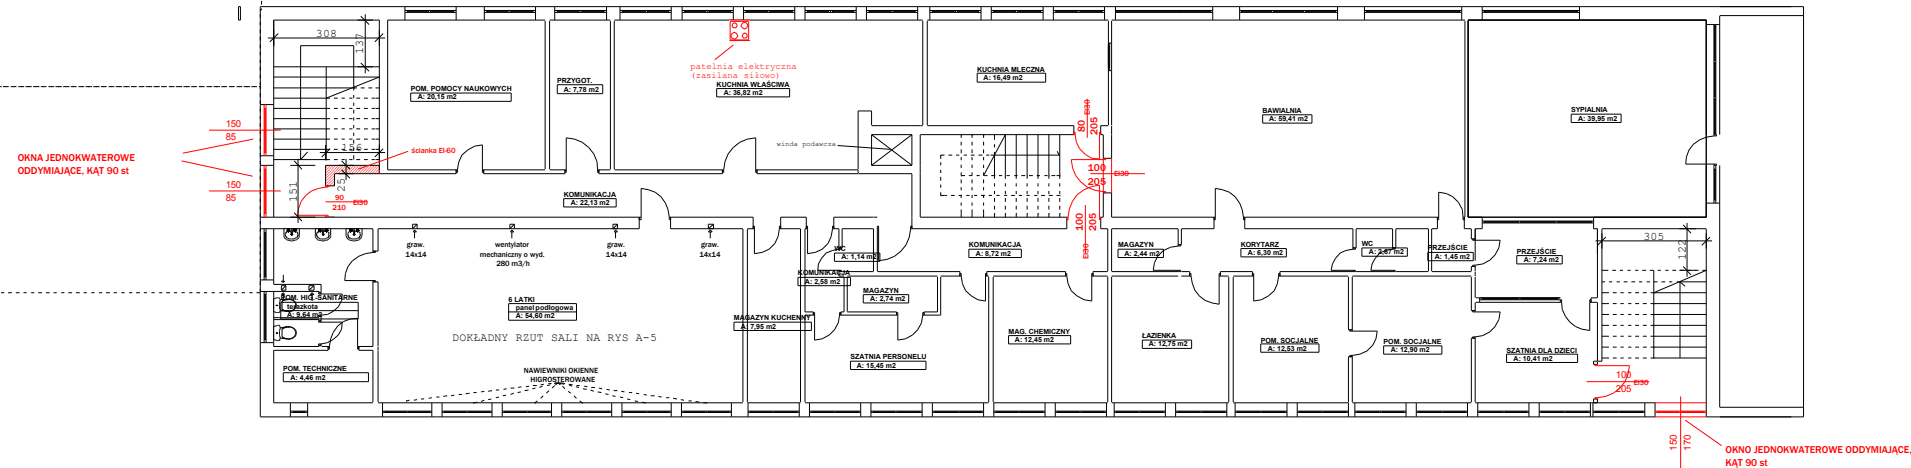 308
137
POM. POMOCY NAUKOWYCH
A: 20,15 m2
PRZYGOT.
A: 7,78 m2
patelnia elektryczna
(zasilana siłowo)
KUCHNIA WŁAŚCIWA
A: 36,82 m2
KUCHNIA MLECZNA
A: 16,49 m2
BAWIALNIA
A: 59,41 m2
SYPIALNIA
A: 39,95 m2
150
85
OKNA JEDNOKWATEROWE
ODDYMIAJĄCE, KĄT 90 st
150
85
156
ścianka EI-60
151
25
90
210
EI30
winda podawcza
80
205
EI30
100
205
EI30
100
205
EI30
KOMUNIKACJA
A: 22,13 m2
graw.
14x14
wentylator
mechaniczny o wyd.
280 m3/h
graw.
14x14
graw.
14x14
WC
A: 1,14 m2
KOMUNIKACJA
A: 8,72 m2
MAGAZYN
A: 2,44 m2
KORYTARZ
A: 6,30 m2
WC
PRZEJŚCIE
A: 1,45 m2
PRZEJŚCIE
A: 7,24 m2
305
122
KOMUNIKACJA
A: 2,58 m2
MAGAZYN
A: 2,74 m2
POM. HIG.-SANITARNE
terazkota
A: 9,64 m2
6 LATKI
panel podłogowa
A: 54,60 m2
DOKŁADNY RZUT SALI NA RYS A-5
MAGAZYN KUCHENNY
A: 7,95 m2
MAG. CHEMICZNY
A: 12,45 m2
ŁAZIENKA
A: 12,75 m2
POM. SOCJALNE
A: 12,53 m2
POM. SOCJALNE
A: 12,90 m2
SZATNIA DLA DZIECI
A: 10,41 m2
SZATNIA PERSONELU
A: 15,45 m2
POM. TECHNICZNE
A: 4,46 m2
NAWIEWNIKI OKIENNE
HIGROSTEROWANE
100
205
EI30
150
170
OKNO JEDNOKWATEROWE ODDYMIAJĄCE,
KĄT 90 st